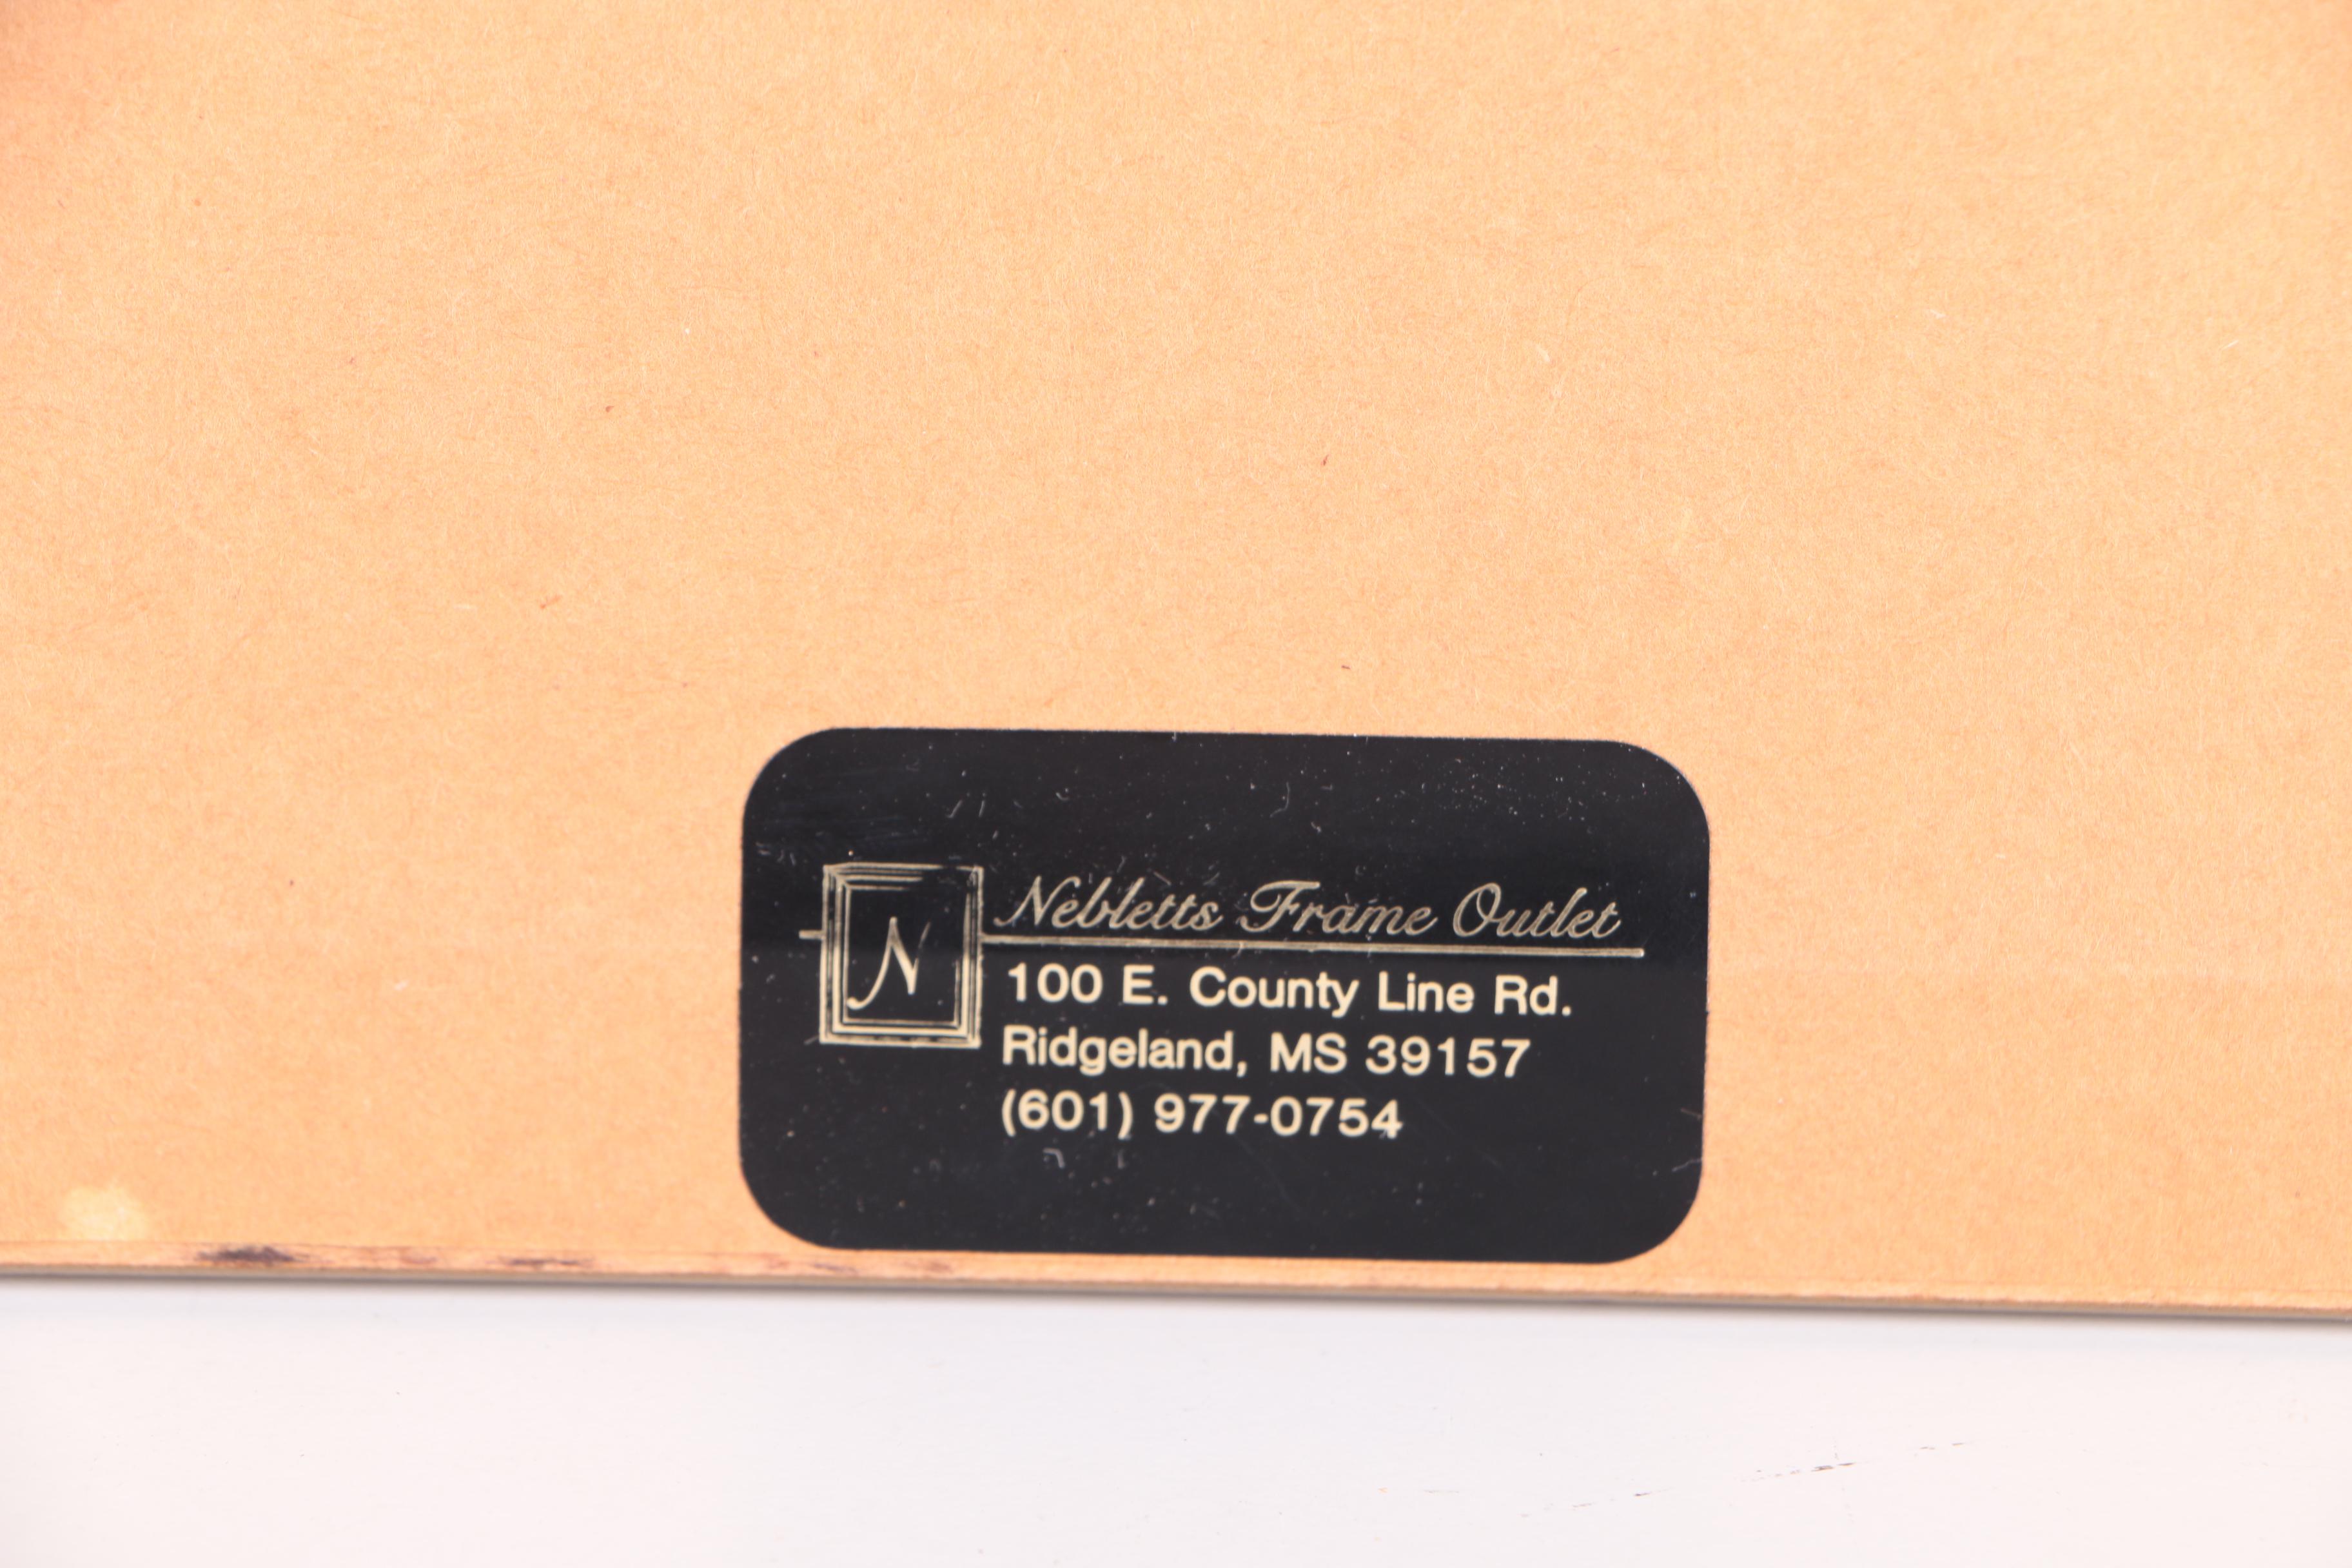 N
Nebletts Frame Outlet
100 E. County Line Rd.
Ridgeland, MS 39157
(601) 977-0754